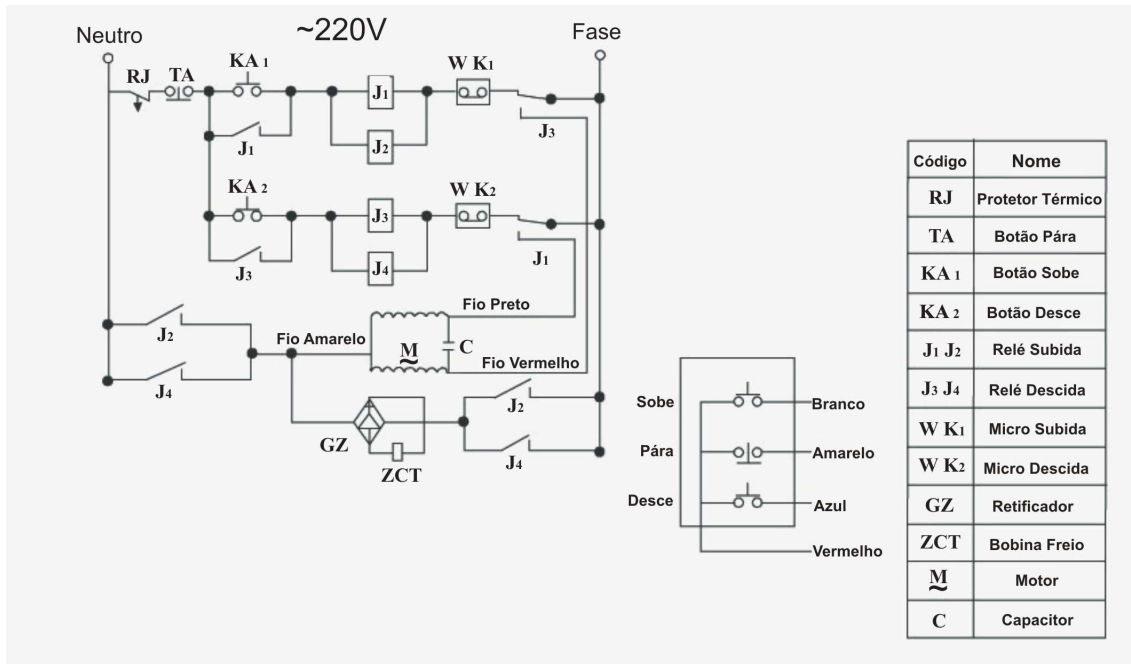 Neutro
~220V
Fase
RJ
TA
KA 1
W K1
J1
J2
J3
J1
KA 2
W K2
J3
J4
J1
J3
Fio Preto
J2
Fio Amarelo
M
~
C
Fio Vermelho
J4
J2
GZ
J4
ZCT
Sobe
Branco
Pára
Amarelo
Desce
Azul
Vermelho
Código Nome
RJ Protetor Térmico
TA Botão Pára
KA 1 Botão Sobe
KA 2 Botão Desce
J1 J2 Relé Subida
J3 J4 Relé Descida
W K1 Micro Subida
W K2 Micro Descida
GZ Retificador
ZCT Bobina Freio
M~ Motor
C Capacitor